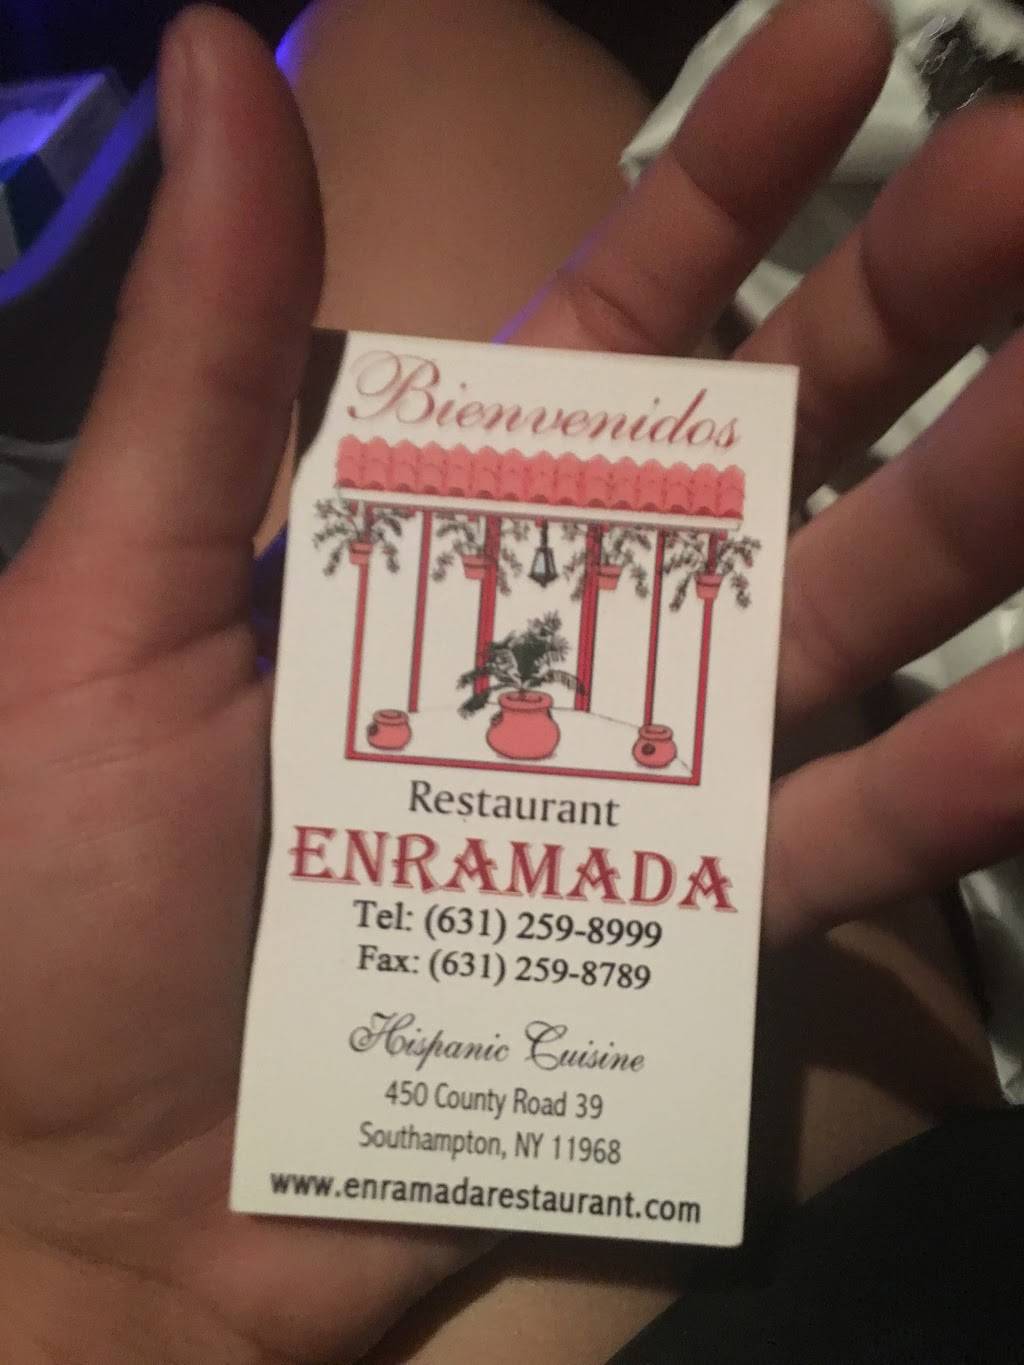 Bienvenidos
Restaurant
ENRAMADA
Tel: (631) 259-8999
Fax: (631) 259-8789
Hispanic Cuisine
450 County Road 39
Southampton, NY 11968
www.enramadarestaurant.com